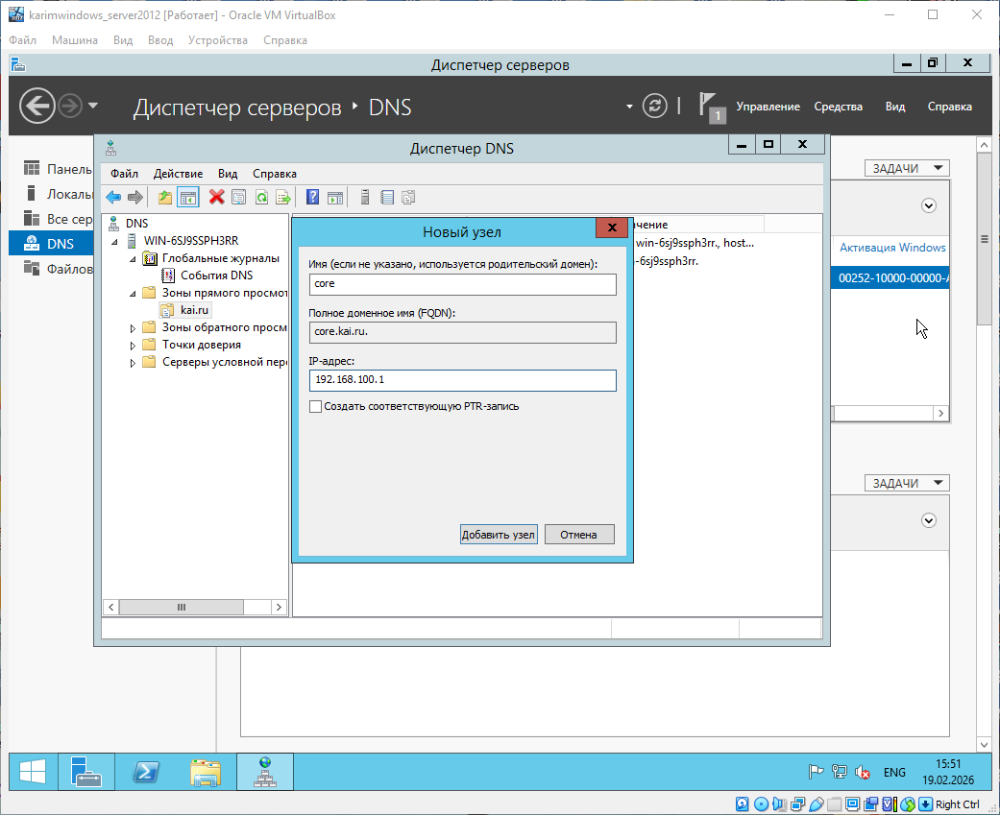 karimwindows_server2012 [Работает] - Oracle VM VirtualBox
Файл Машина Вид Ввод Устройства Справка
Диспетчер серверов
Диспетчер серверов DNS
1
Управление Средства Вид Справка
Панель
Локаль
Все сер
DNS
Файлов
ЗАДАЧИ
Активация Windows
00252-10000-00000-A
ЗАДАЧИ
Диспетчер DNS
Файл Действие Вид Справка
DNS
WIN-6SJ9SSPH3RR
Глобальные журналы
События DNS
Зоны прямого просмот
kai.ru
Зоны обратного просм
Точки доверия
Серверы условной пер
чение
win-6sj9ssph3rr., host...
-6sj9ssph3rr.
Новый узел
Имя (если не указано, используется родительский домен):
core
Полное доменное имя (FQDN):
core.kai.ru.
IP-адрес:
192.168.100.1
Создать соответствующую PTR-запись
Добавить узел Отмена
ENG
15:51
19.02.2026
Right Ctrl